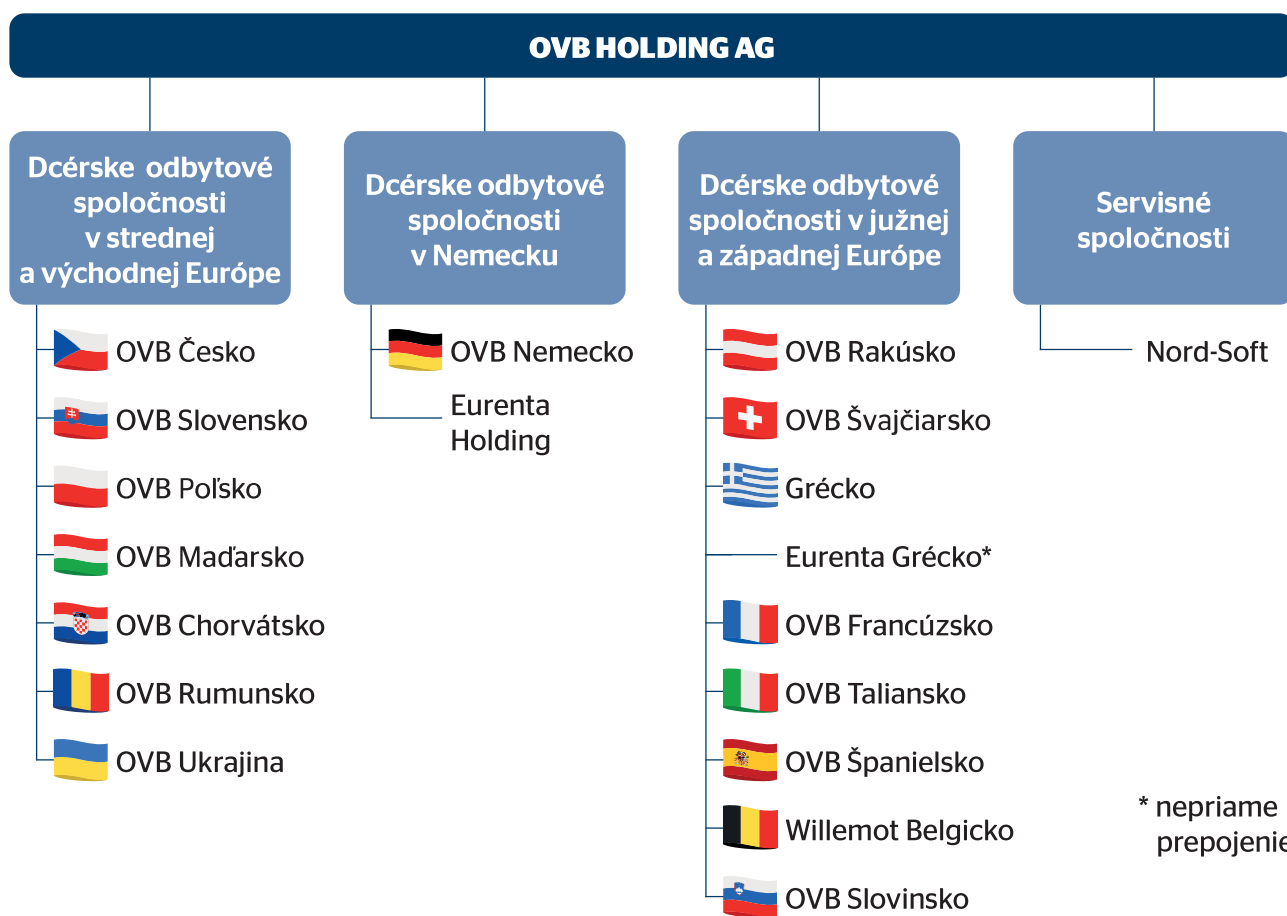 OVB HOLDING AG
Dcérske odbytové
spoločnosti
v strednej
a východnej Európe
OVB Česko
OVB Slovensko
OVB Poľsko
OVB Maďarsko
OVB Chorvátsko
OVB Rumunsko
OVB Ukrajina
Dcérske odbytové
spoločnosti
v Nemecku
OVB Nemecko
Eurenta
Holding
Dcérske odbytové
spoločnosti v južnej
a západnej Európe
OVB Rakúsko
OVB Švajčiarsko
Grécko
Eurenta Grécko*
OVB Francúzsko
OVB Taliansko
OVB Španielsko
Willemot Belgicko
OVB Slovinsko
Servisné
spoločnosti
Nord-Soft
* nepriame
prepojenie